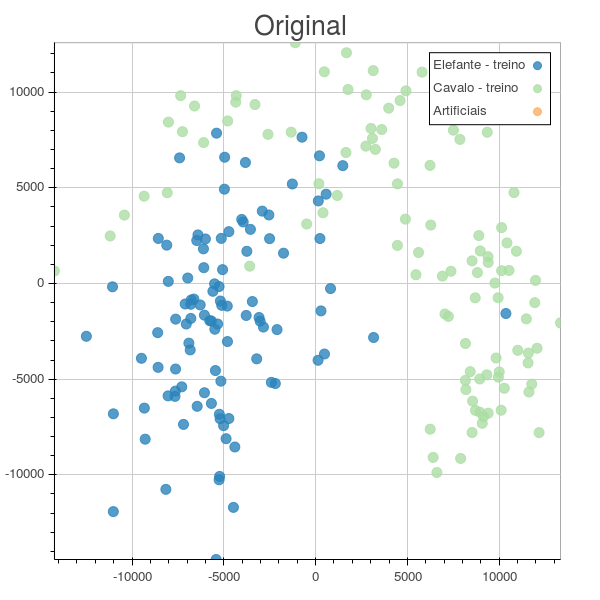 Original
Elefante - treino
Cavalo - treino
Artificiais
10000
5000
0
-5000
-10000
-10000 -5000 0 5000 10000